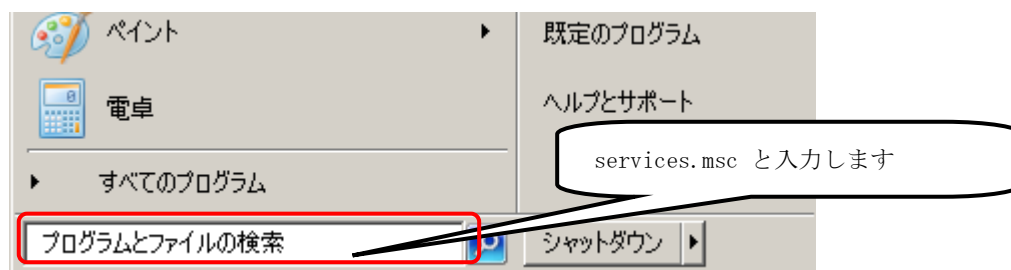 ペイント
既定のプログラム
電卓
ヘルプとサポート
services.msc と入力します
すべてのプログラム
プログラムとファイルの検索
シャットダウン